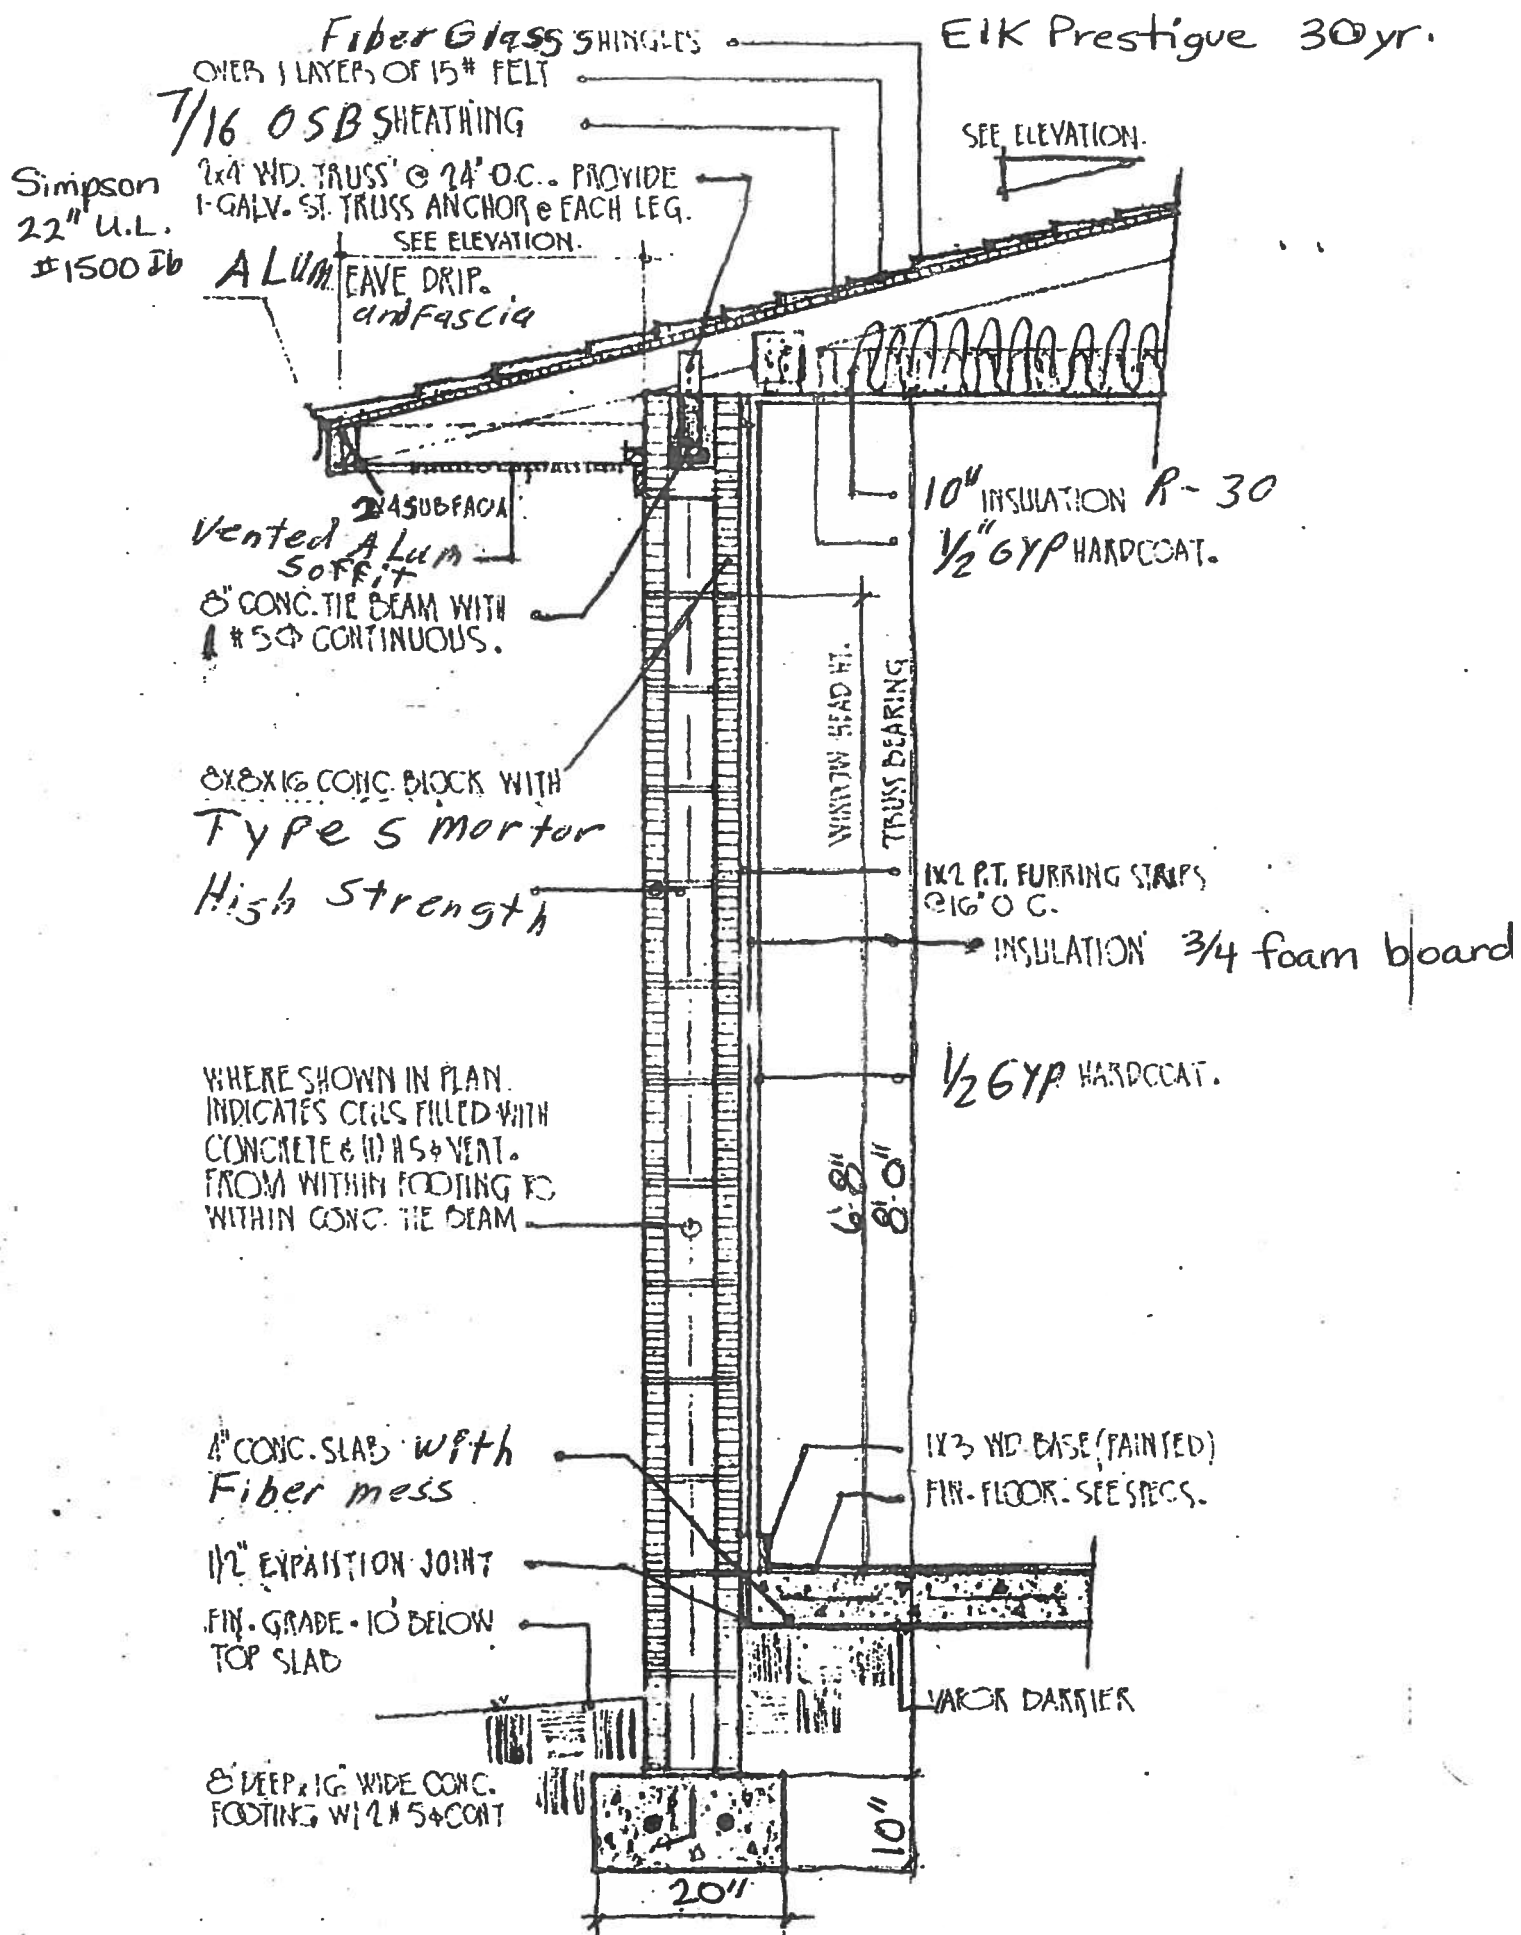 Fiber Glass SHINGLES
Elk Prestigue 30yr.
OVER 1 LAYERS OF 15# FELT
7/16 OSB SHEATHING
SEE ELEVATION.
Simpson
22" U.L.
#1500 lb
2x4 WD. TRUSS @ 24" O.C.. PROVIDE
1-GALV. ST. TRUSS ANCHOR @ EACH LEG.
SEE ELEVATION.
ALUM EAVE DRIP.
and Fascia
2x4 SUBFACIA
Vented ALum
Soffit
10" INSULATION R-30
1/2" GYP HARDCOAT.
8" CONC. TIE BEAM WITH
1 #5Φ CONTINUOUS.
WINDOW HEAD HT.
TRUSS BEARING
8X8X16 CONC. BLOCK WITH
Type S mortor
High Strength
1X2 P.T. FURRING STRIPS
@16" O.C.
INSULATION 3/4 foam board
1/2 GYP HARDCOAT.
WHERE SHOWN IN PLAN.
INDICATES CELLS FILLED WITH
CONCRETE & (1) #5Φ VERT.
FROM WITHIN FOOTING TO
WITHIN CONC. TIE BEAM
6'-8"
8'-0"
4" CONC. SLAB with
Fiber mess
1X3 WD. BASE (PAINTED)
FIN. FLOOR. SEE SPECS.
1/2" EXPANTION JOINT
FIN. GRADE. 10" BELOW
TOP SLAB
VAPOR BARRIER
8" DEEP x 16" WIDE CONC.
FOOTING W/ 2 #5Φ CONT
10"
20"